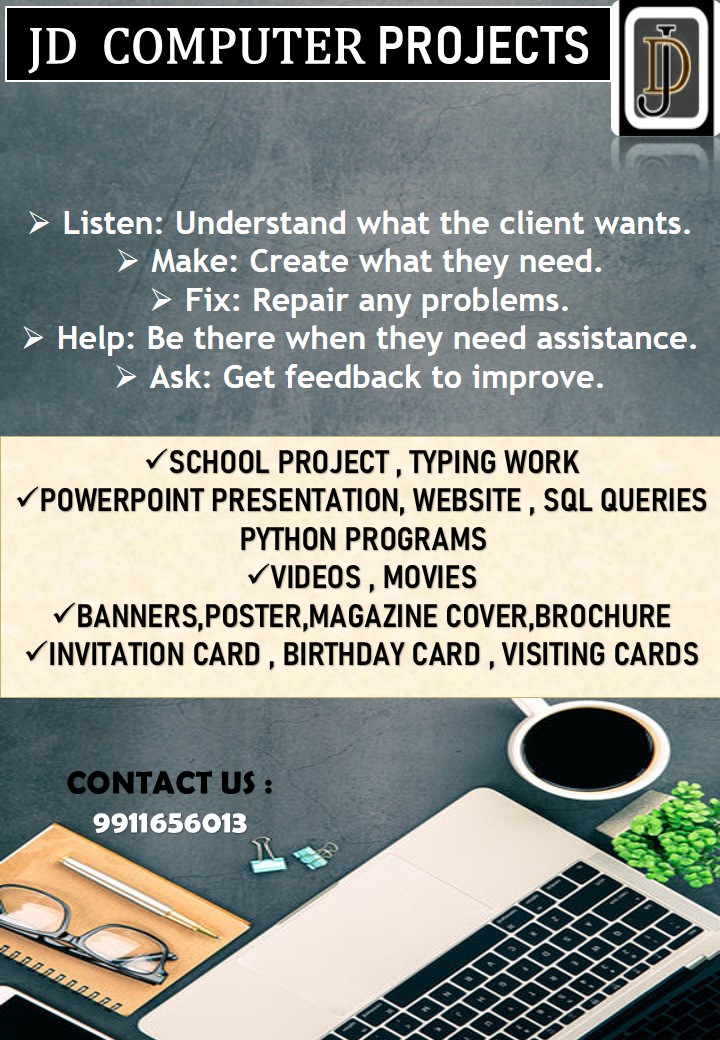 JD COMPUTER PROJECTS
JD
➢ Listen: Understand what the client wants.
➢ Make: Create what they need.
➢ Fix: Repair any problems.
➢ Help: Be there when they need assistance.
➢ Ask: Get feedback to improve.
✓SCHOOL PROJECT , TYPING WORK
✓POWERPOINT PRESENTATION, WEBSITE , SQL QUERIES
PYTHON PROGRAMS
✓VIDEOS , MOVIES
✓BANNERS,POSTER,MAGAZINE COVER,BROCHURE
✓INVITATION CARD , BIRTHDAY CARD , VISITING CARDS
CONTACT US :
9911656013